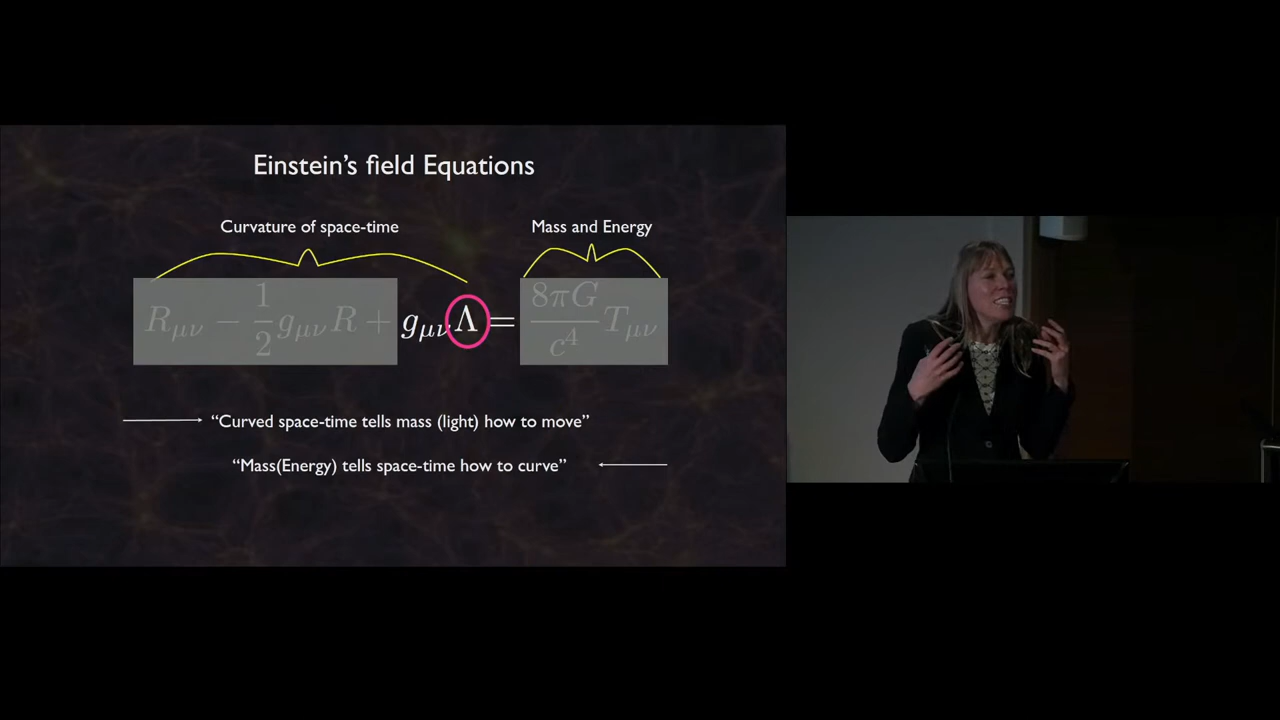 Einstein's field Equations
Curvature of space-time
Mass and Energy
R_{μν} − \frac{1}{2} g_{μν} R + g_{μν} Λ = \frac{8πG}{c^4} T_{μν}
“Curved space-time tells mass (light) how to move”
“Mass(Energy) tells space-time how to curve”